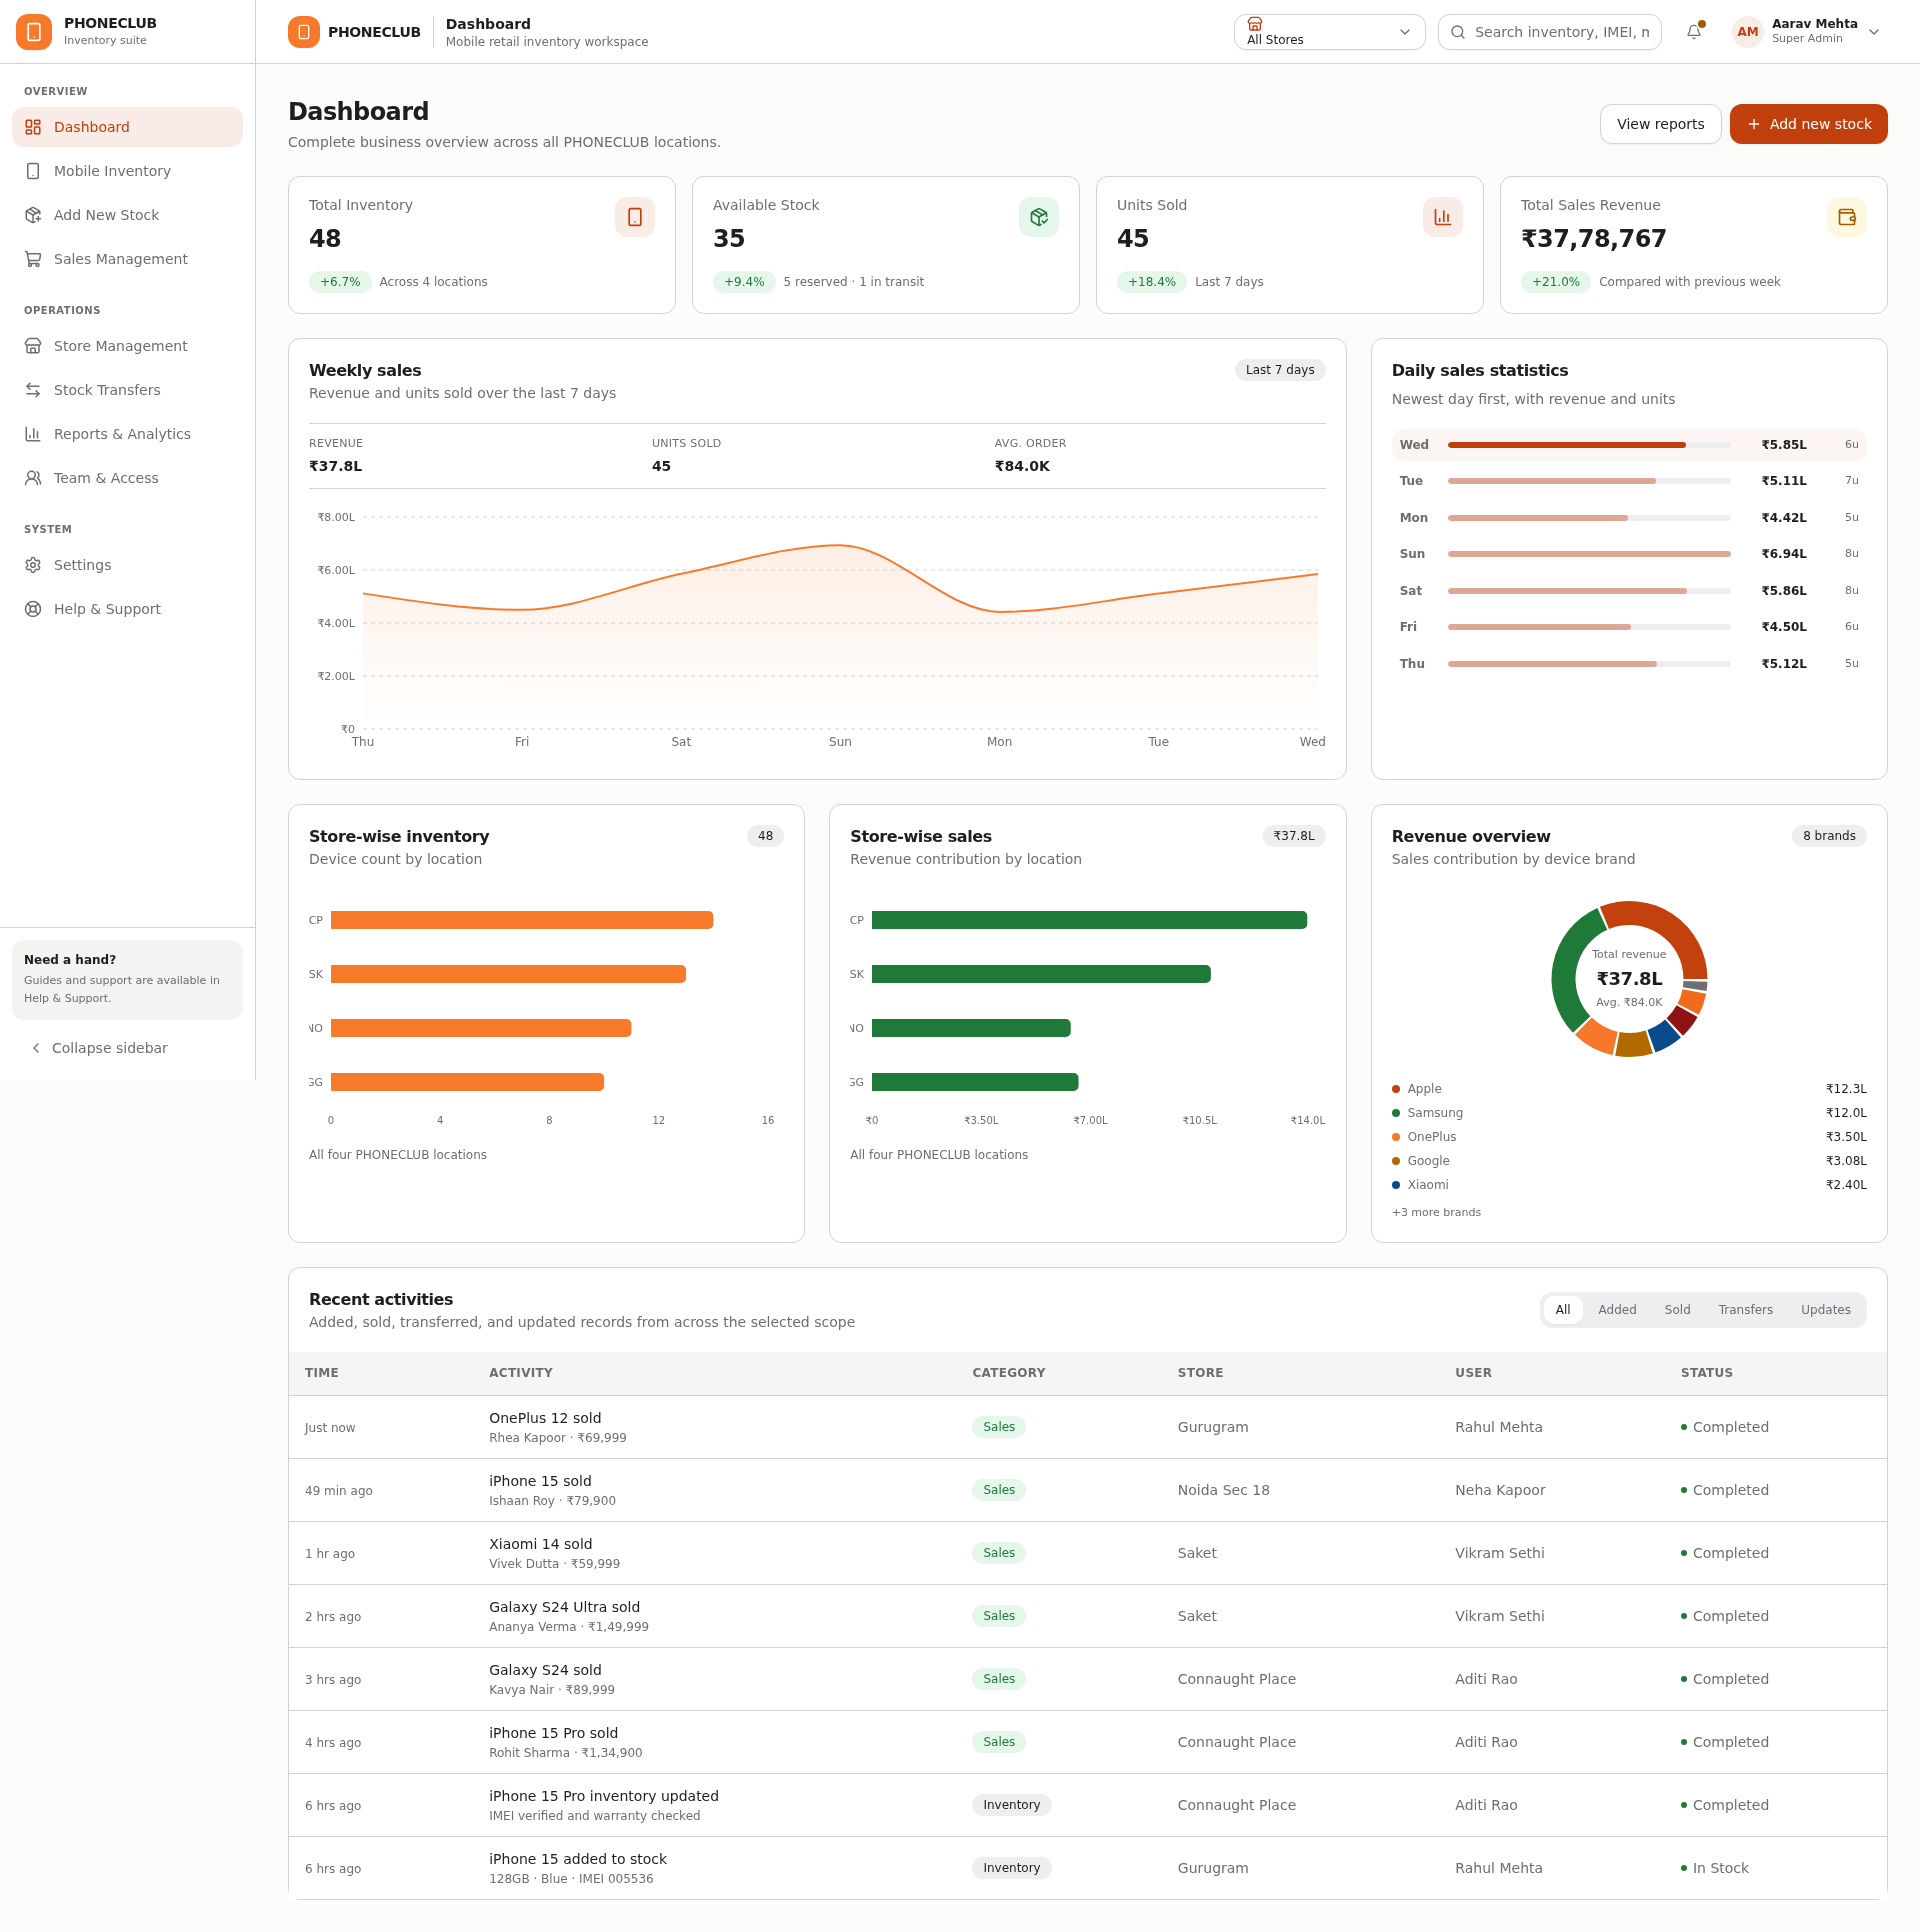 PHONECLUB
Inventory suite
OVERVIEW
Dashboard
Mobile Inventory
Add New Stock
Sales Management
OPERATIONS
Store Management
Stock Transfers
Reports & Analytics
Team & Access
SYSTEM
Settings
Help & Support
Need a hand?
Guides and support are available in
Help & Support.
Collapse sidebar
PHONECLUB
Dashboard
Mobile retail inventory workspace
All Stores
Search inventory, IMEI, n
AM
Aarav Mehta
Super Admin
Dashboard
Complete business overview across all PHONECLUB locations.
View reports
Add new stock
Total Inventory
48
+6.7% Across 4 locations
Available Stock
35
+9.4% 5 reserved · 1 in transit
Units Sold
45
+18.4% Last 7 days
Total Sales Revenue
₹37,78,767
+21.0% Compared with previous week
Weekly sales
Revenue and units sold over the last 7 days
Last 7 days
REVENUE
₹37.8L
UNITS SOLD
45
AVG. ORDER
₹84.0K
₹8.00L
₹6.00L
₹4.00L
₹2.00L
₹0
Thu Fri Sat Sun Mon Tue Wed
Daily sales statistics
Newest day first, with revenue and units
Wed ₹5.85L 6u
Tue ₹5.11L 7u
Mon ₹4.42L 5u
Sun ₹6.94L 8u
Sat ₹5.86L 8u
Fri ₹4.50L 6u
Thu ₹5.12L 5u
Store-wise inventory
Device count by location
48
CP
SK
NO
GG
0 4 8 12 16
All four PHONECLUB locations
Store-wise sales
Revenue contribution by location
₹37.8L
CP
SK
NO
GG
₹0 ₹3.50L ₹7.00L ₹10.5L ₹14.0L
All four PHONECLUB locations
Revenue overview
Sales contribution by device brand
8 brands
Total revenue
₹37.8L
Avg. ₹84.0K
Apple ₹12.3L
Samsung ₹12.0L
OnePlus ₹3.50L
Google ₹3.08L
Xiaomi ₹2.40L
+3 more brands
Recent activities
Added, sold, transferred, and updated records from across the selected scope
All Added Sold Transfers Updates
TIME ACTIVITY CATEGORY STORE USER STATUS
Just now OnePlus 12 sold Sales Gurugram Rahul Mehta Completed
Rhea Kapoor · ₹69,999
49 min ago iPhone 15 sold Sales Noida Sec 18 Neha Kapoor Completed
Ishaan Roy · ₹79,900
1 hr ago Xiaomi 14 sold Sales Saket Vikram Sethi Completed
Vivek Dutta · ₹59,999
2 hrs ago Galaxy S24 Ultra sold Sales Saket Vikram Sethi Completed
Ananya Verma · ₹1,49,999
3 hrs ago Galaxy S24 sold Sales Connaught Place Aditi Rao Completed
Kavya Nair · ₹89,999
4 hrs ago iPhone 15 Pro sold Sales Connaught Place Aditi Rao Completed
Rohit Sharma · ₹1,34,900
6 hrs ago iPhone 15 Pro inventory updated Inventory Connaught Place Aditi Rao Completed
IMEI verified and warranty checked
6 hrs ago iPhone 15 added to stock Inventory Gurugram Rahul Mehta In Stock
128GB · Blue · IMEI 005536